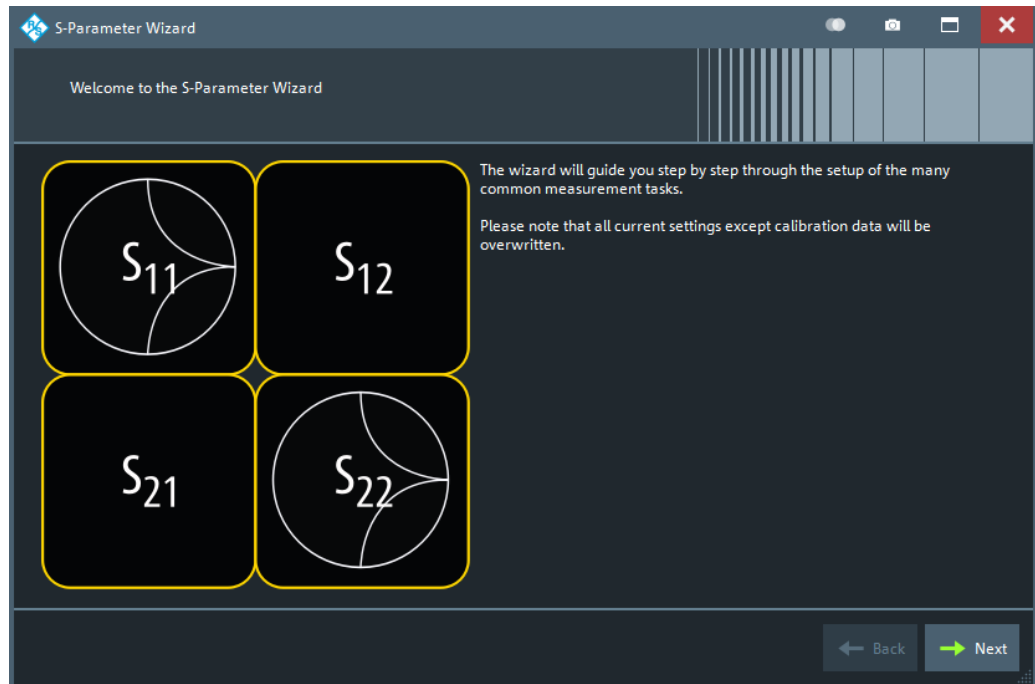 S-Parameter Wizard
Welcome to the S-Parameter Wizard
The wizard will guide you step by step through the setup of the many
common measurement tasks.
Please note that all current settings except calibration data will be
overwritten.
S11
S12
S21
S22
Back
Next